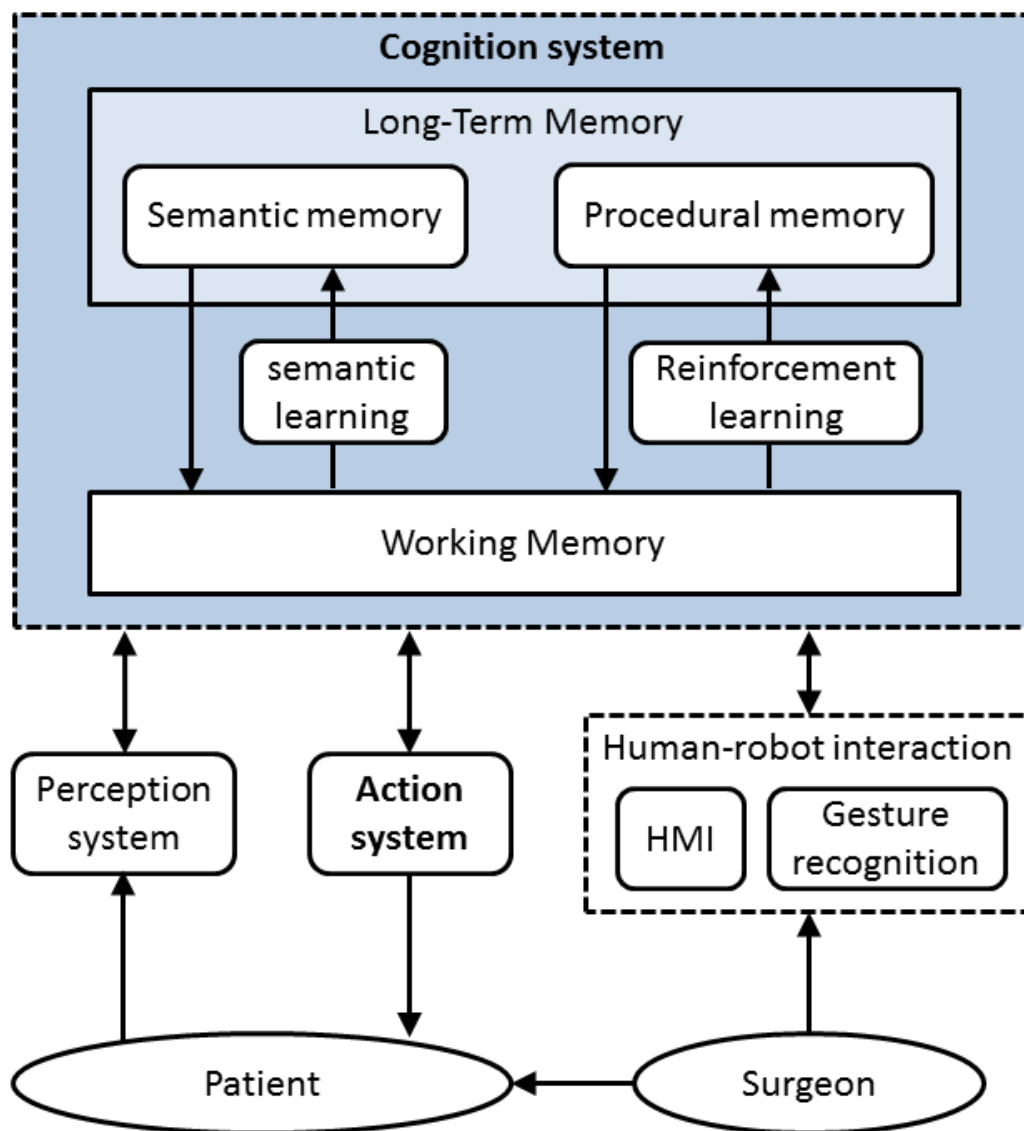 Cognition system
Long-Term Memory
Semantic memory
Procedural memory
semantic
learning
Reinforcement
learning
Working Memory
Perception
system
Action
system
Human-robot interaction
HMI
Gesture
recognition
Patient
Surgeon